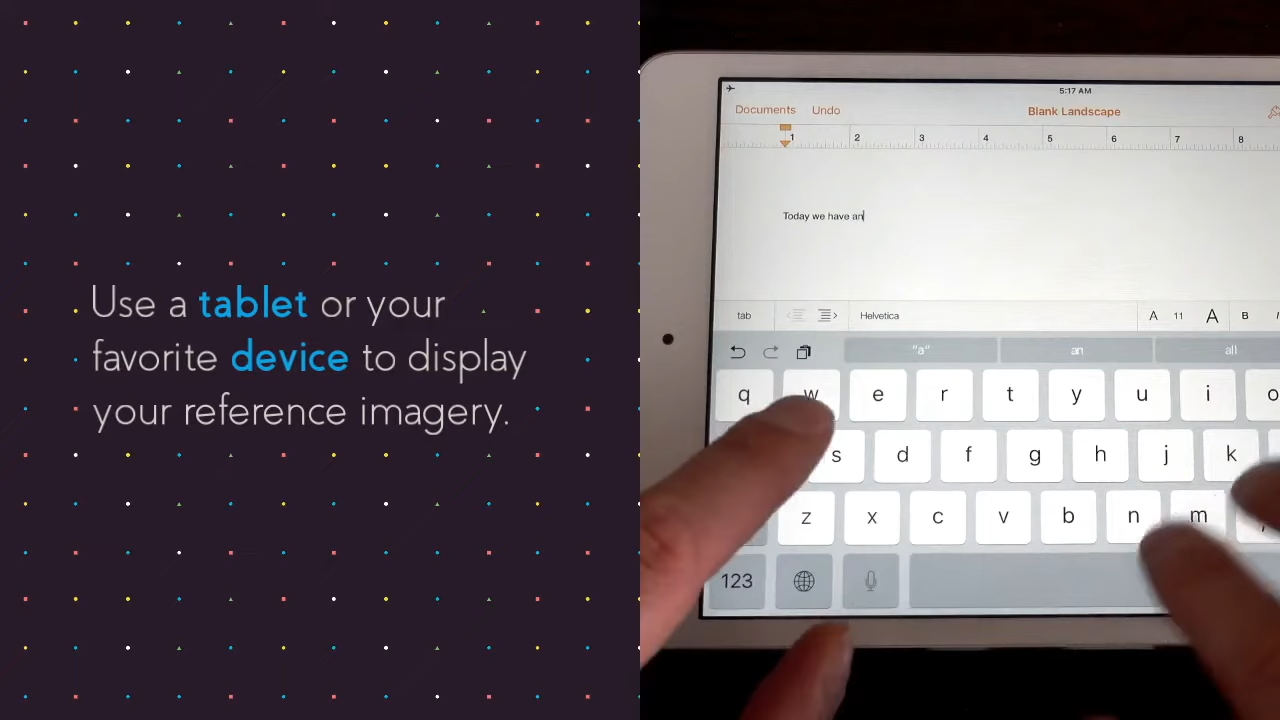 Use a tablet or your
favorite device to display
your reference imagery.
5:17 AM
Documents Undo Blank Landscape
1 2 3 4 5 6 7 8
Today we have an
tab Helvetica A 11 A B I
"a" an all
q w e r t y u i o
s d f g h j k
z x c v b n m ,
123